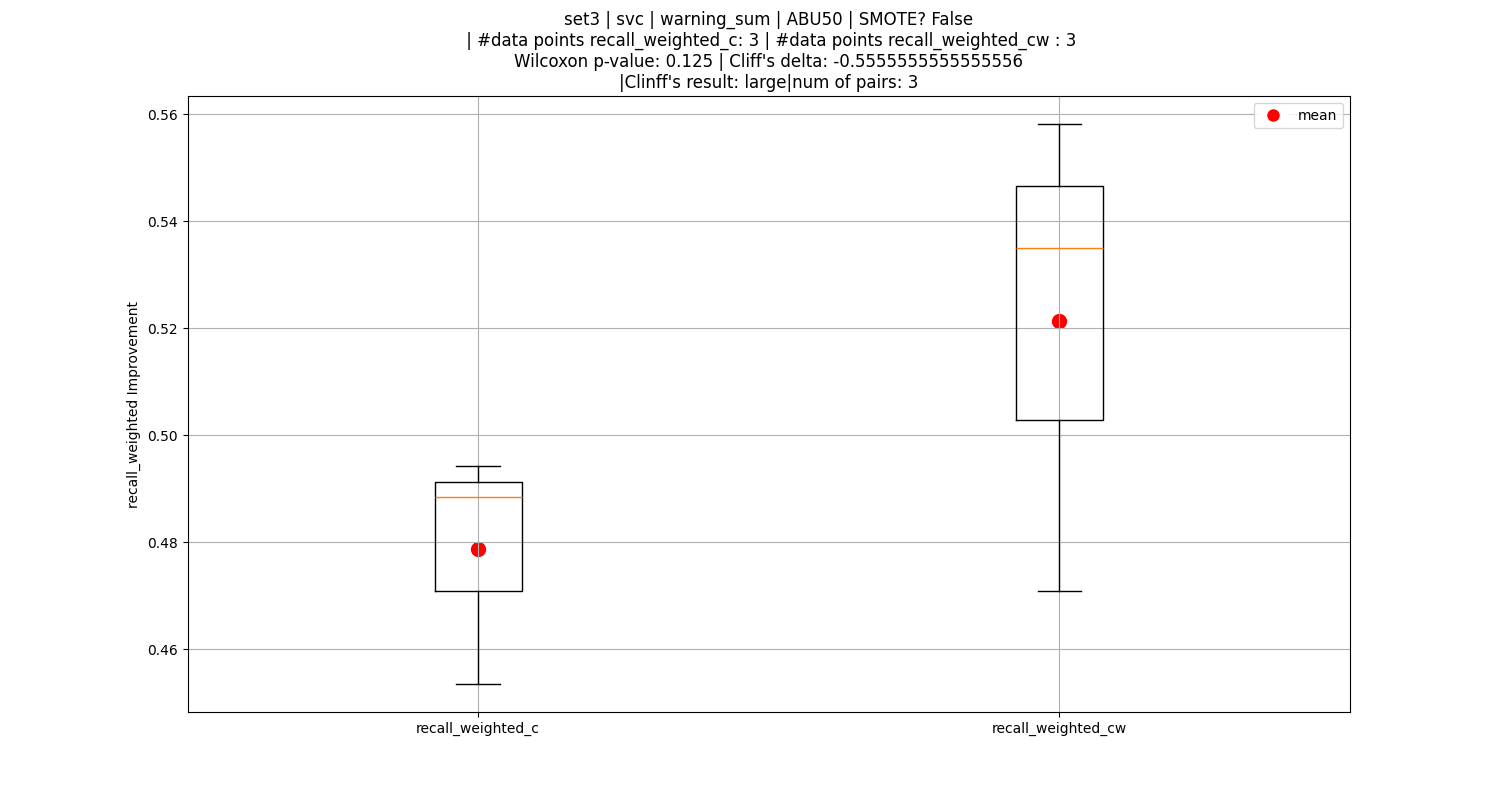 set3 | svc | warning_sum | ABU50 | SMOTE? False
| #data points recall_weighted_c: 3 | #data points recall_weighted_cw : 3
Wilcoxon p-value: 0.125 | Cliff's delta: -0.5555555555555556
|Clinff's result: large|num of pairs: 3
mean
0.56
0.54
0.52
0.50
0.48
0.46
recall_weighted Improvement
recall_weighted_c
recall_weighted_cw